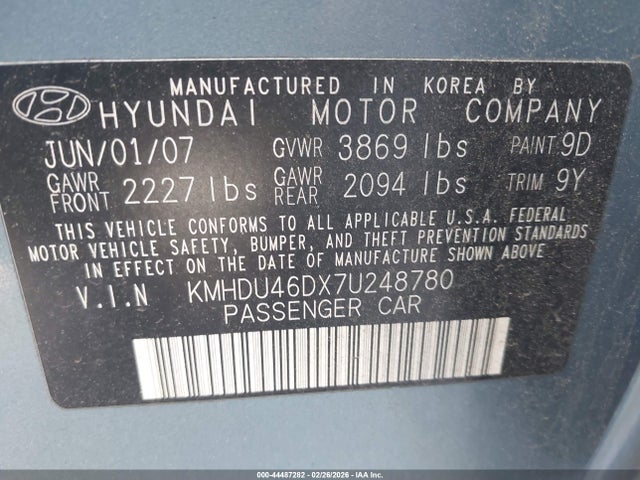 MANUFACTURED IN KOREA BY
HYUNDAI MOTOR COMPANY
JUN/01/07 GVWR 3869 lbs PAINT 9D
GAWR FRONT 2227 lbs GAWR REAR 2094 lbs TRIM 9Y
THIS VEHICLE CONFORMS TO ALL APPLICABLE U.S.A. FEDERAL
MOTOR VEHICLE SAFETY, BUMPER, AND THEFT PREVENTION STANDARDS
IN EFFECT ON THE DATE OF MANUFACTURE SHOWN ABOVE
V.I.N KMHDU46DX7U248780
PASSENGER CAR
000-44487282 - 02/26/2026 - IAA Inc.